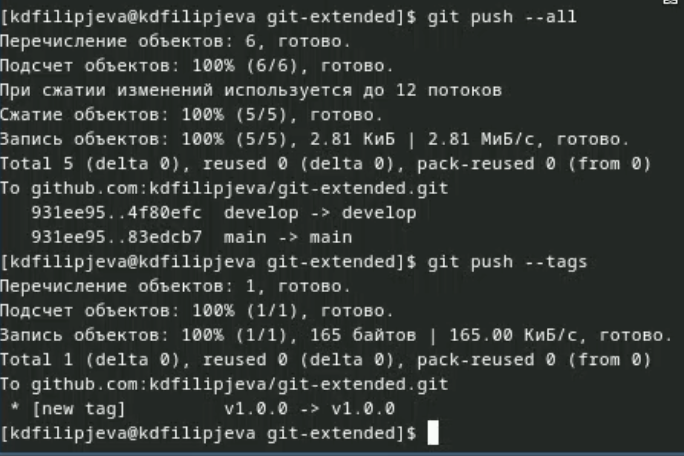 [kdfilipjeva@kdfilipjeva git-extended]$ git push --all
Перечисление объектов: 6, готово.
Подсчет объектов: 100% (6/6), готово.
При сжатии изменений используется до 12 потоков
Сжатие объектов: 100% (5/5), готово.
Запись объектов: 100% (5/5), 2.81 КиБ | 2.81 МиБ/с, готово.
Total 5 (delta 0), reused 0 (delta 0), pack-reused 0 (from 0)
To github.com:kdfilipjeva/git-extended.git
   931ee95..4f80efc  develop -> develop
   931ee95..83edcb7  main -> main
[kdfilipjeva@kdfilipjeva git-extended]$ git push --tags
Перечисление объектов: 1, готово.
Подсчет объектов: 100% (1/1), готово.
Запись объектов: 100% (1/1), 165 байтов | 165.00 КиБ/с, готово.
Total 1 (delta 0), reused 0 (delta 0), pack-reused 0 (from 0)
To github.com:kdfilipjeva/git-extended.git
 * [new tag]         v1.0.0 -> v1.0.0
[kdfilipjeva@kdfilipjeva git-extended]$